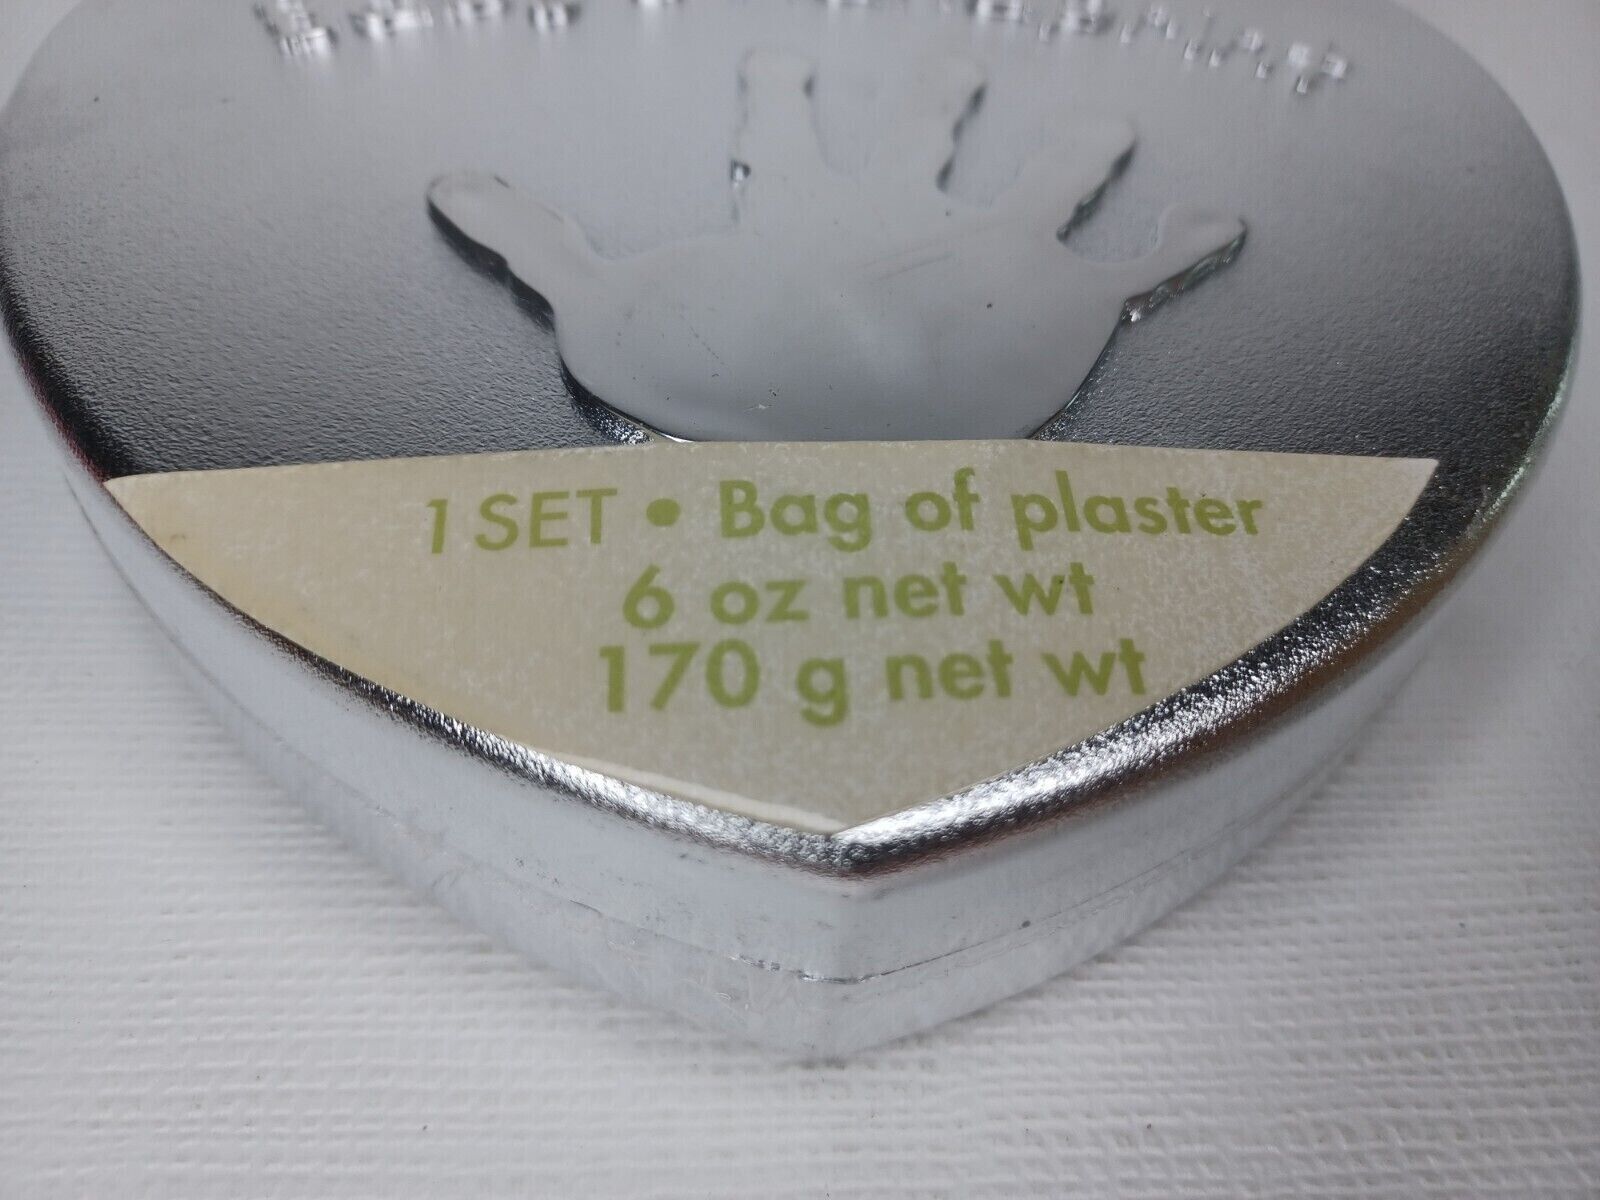 1 SET • Bag of plaster
6 oz net wt
170 g net wt